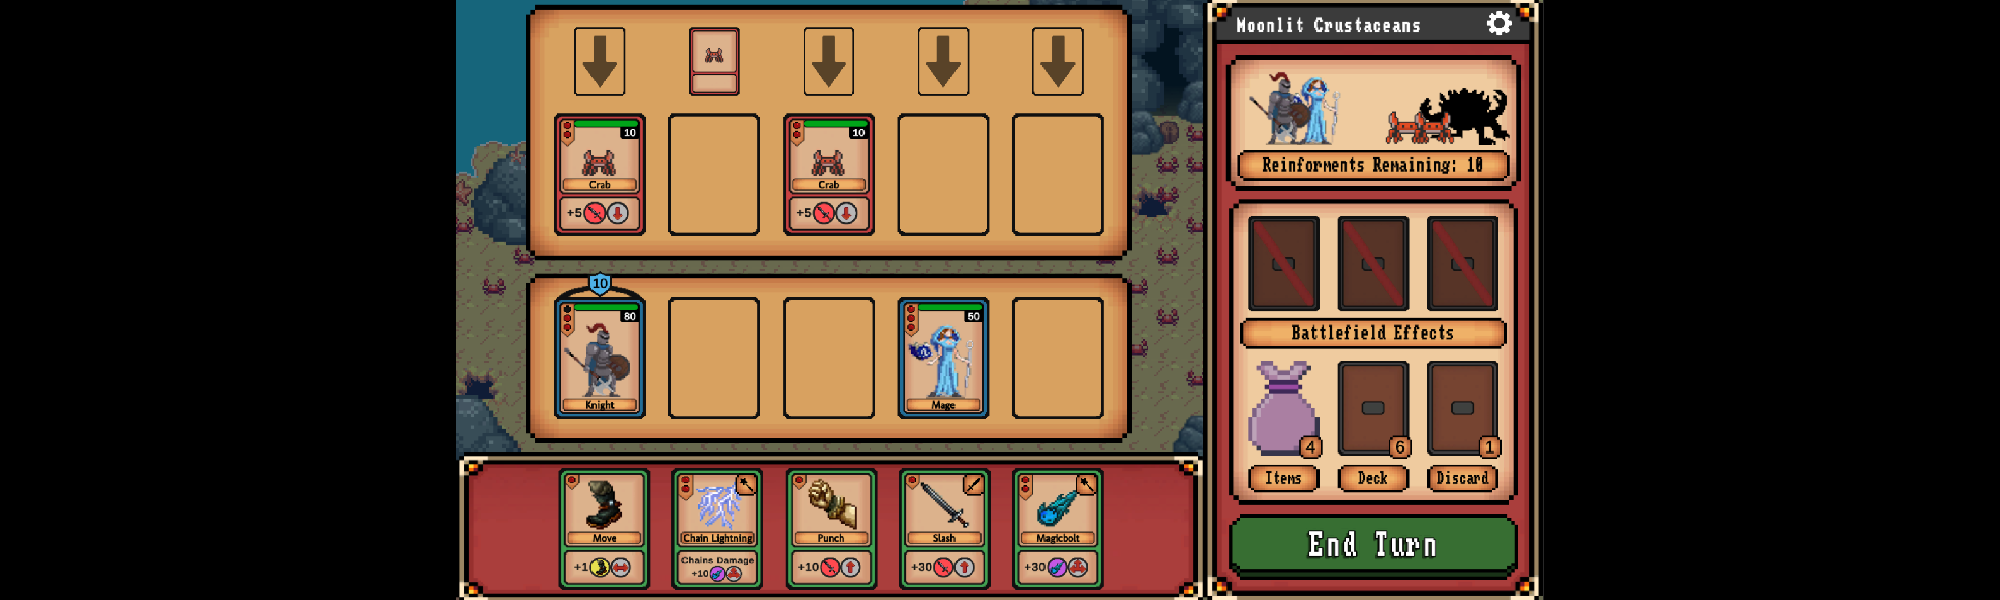 Moonlit Crustaceans
Reinforments Remaining: 10
10
Crab
+5
10
Crab
+5
10
80
Knight
50
Mage
Battlefield Effects
4
6
1
Items
Deck
Discard
Move
+1
Chain Lightning
Chains Damage
+10
Punch
+10
Slash
+30
Magicbolt
+30
End Turn